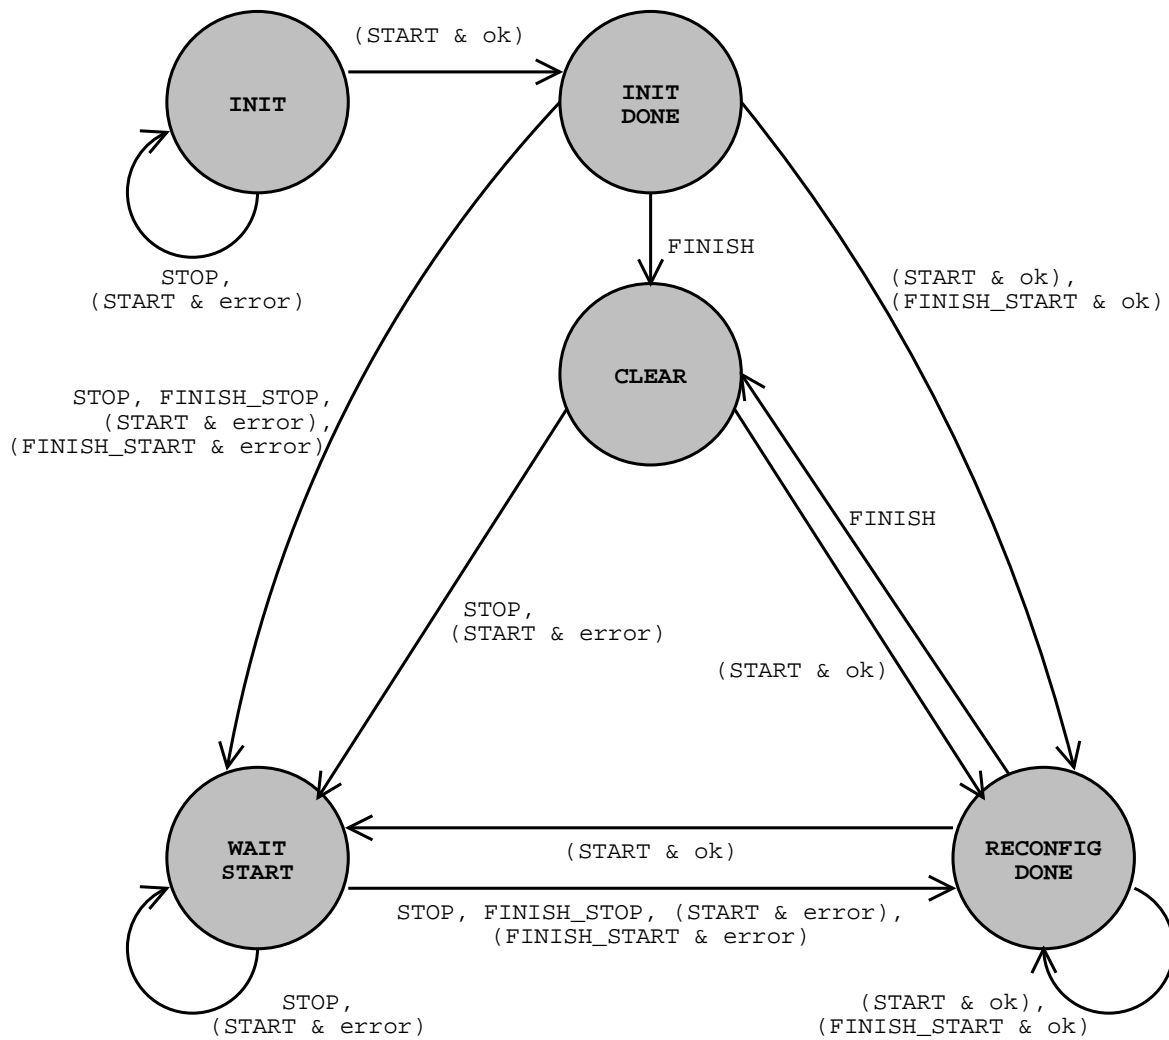 (START & ok)
INIT
INIT
DONE
FINISH
STOP,
(START & error)
(START & ok),
(FINISH_START & ok)
CLEAR
STOP, FINISH_STOP,
(START & error),
(FINISH_START & error)
FINISH
STOP,
(START & error)
(START & ok)
WAIT
START
(START & ok)
RECONFIG
DONE
STOP, FINISH_STOP, (START & error),
(FINISH_START & error)
STOP,
(START & error)
(START & ok),
(FINISH_START & ok)